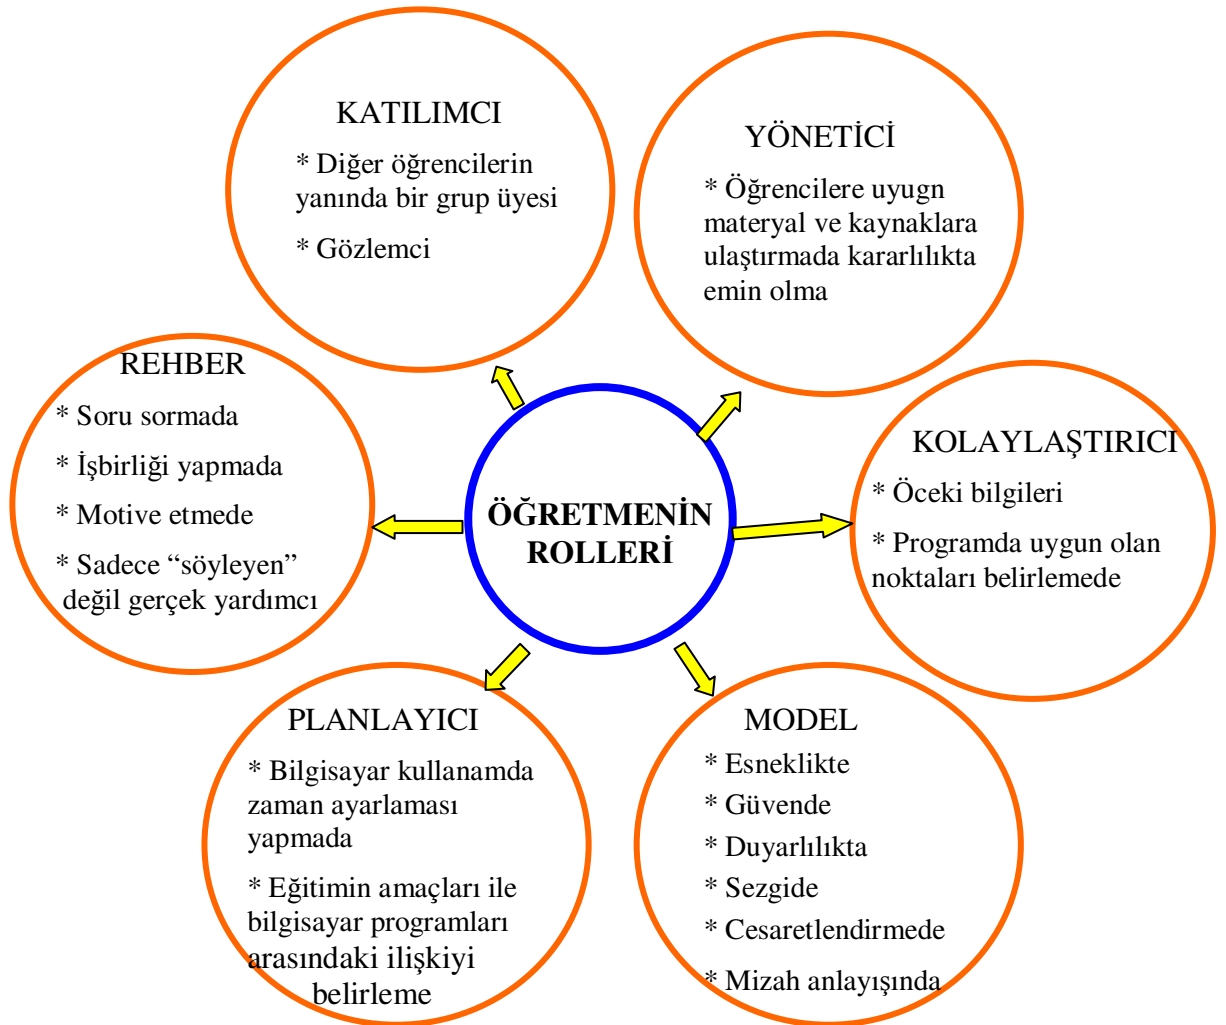 KATILIMCI
* Diğer öğrencilerin
yanında bir grup üyesi
* Gözlemci
YÖNETİCİ
* Öğrencilere uyugn
materyal ve kaynaklara
ulaştırmada kararlılıkta
emin olma
REHBER
* Soru sormada
* İşbirliği yapmada
* Motive etmede
* Sadece “söyleyen”
değil gerçek yardımcı
ÖĞRETMENİN
ROLLERİ
KOLAYLAŞTIRICI
* Öceki bilgileri
* Programda uygun olan
noktaları belirlemede
PLANLAYICI
* Bilgisayar kullanamda
zaman ayarlaması
yapmada
* Eğitimin amaçları ile
bilgisayar programları
arasındaki ilişkiyi
belirleme
MODEL
* Esneklikte
* Güvende
* Duyarlılıkta
* Sezgide
* Cesaretlendirmede
* Mizah anlayışında